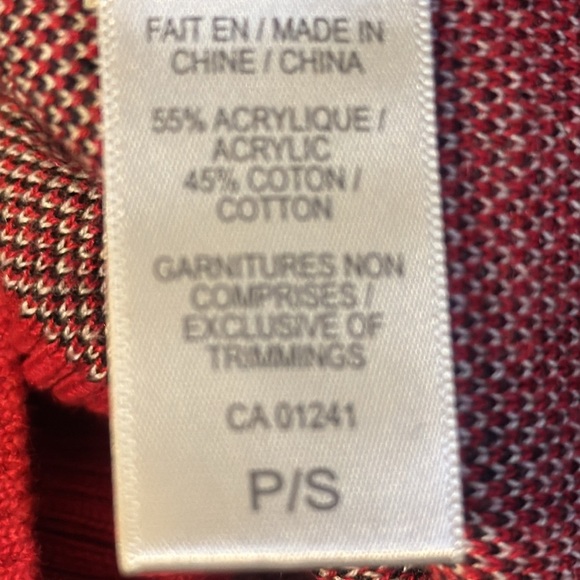 FAIT EN / MADE IN
CHINE / CHINA
55% ACRYLIQUE /
ACRYLIC
45% COTON /
COTTON
GARNITURES NON
COMPRISES /
EXCLUSIVE OF
TRIMMINGS
CA 01241
P/S